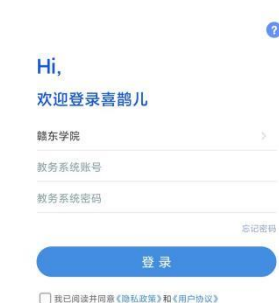 ?
Hi,
欢迎登录喜鹊儿
赣东学院
教务系统账号
教务系统密码
忘记密码
登录
我已阅读并同意《隐私政策》和《用户协议》